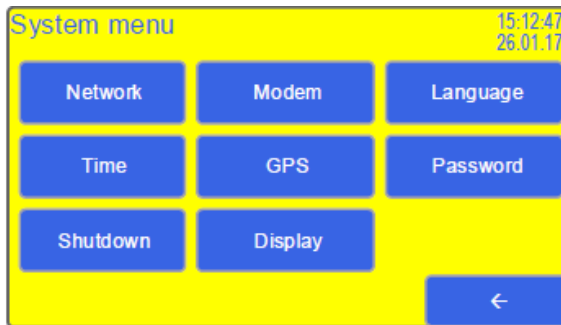 System menu
15:12:47
26.01.17
Network
Modem
Language
Time
GPS
Password
Shutdown
Display
←